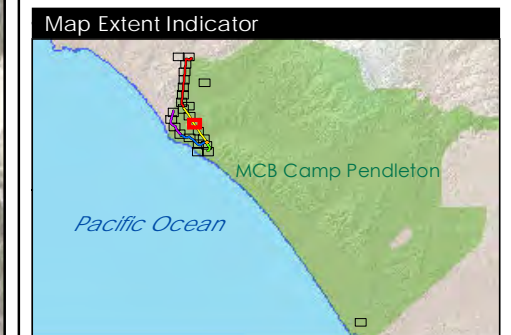 Map Extent Indicator
MCB Camp Pendleton
Pacific Ocean